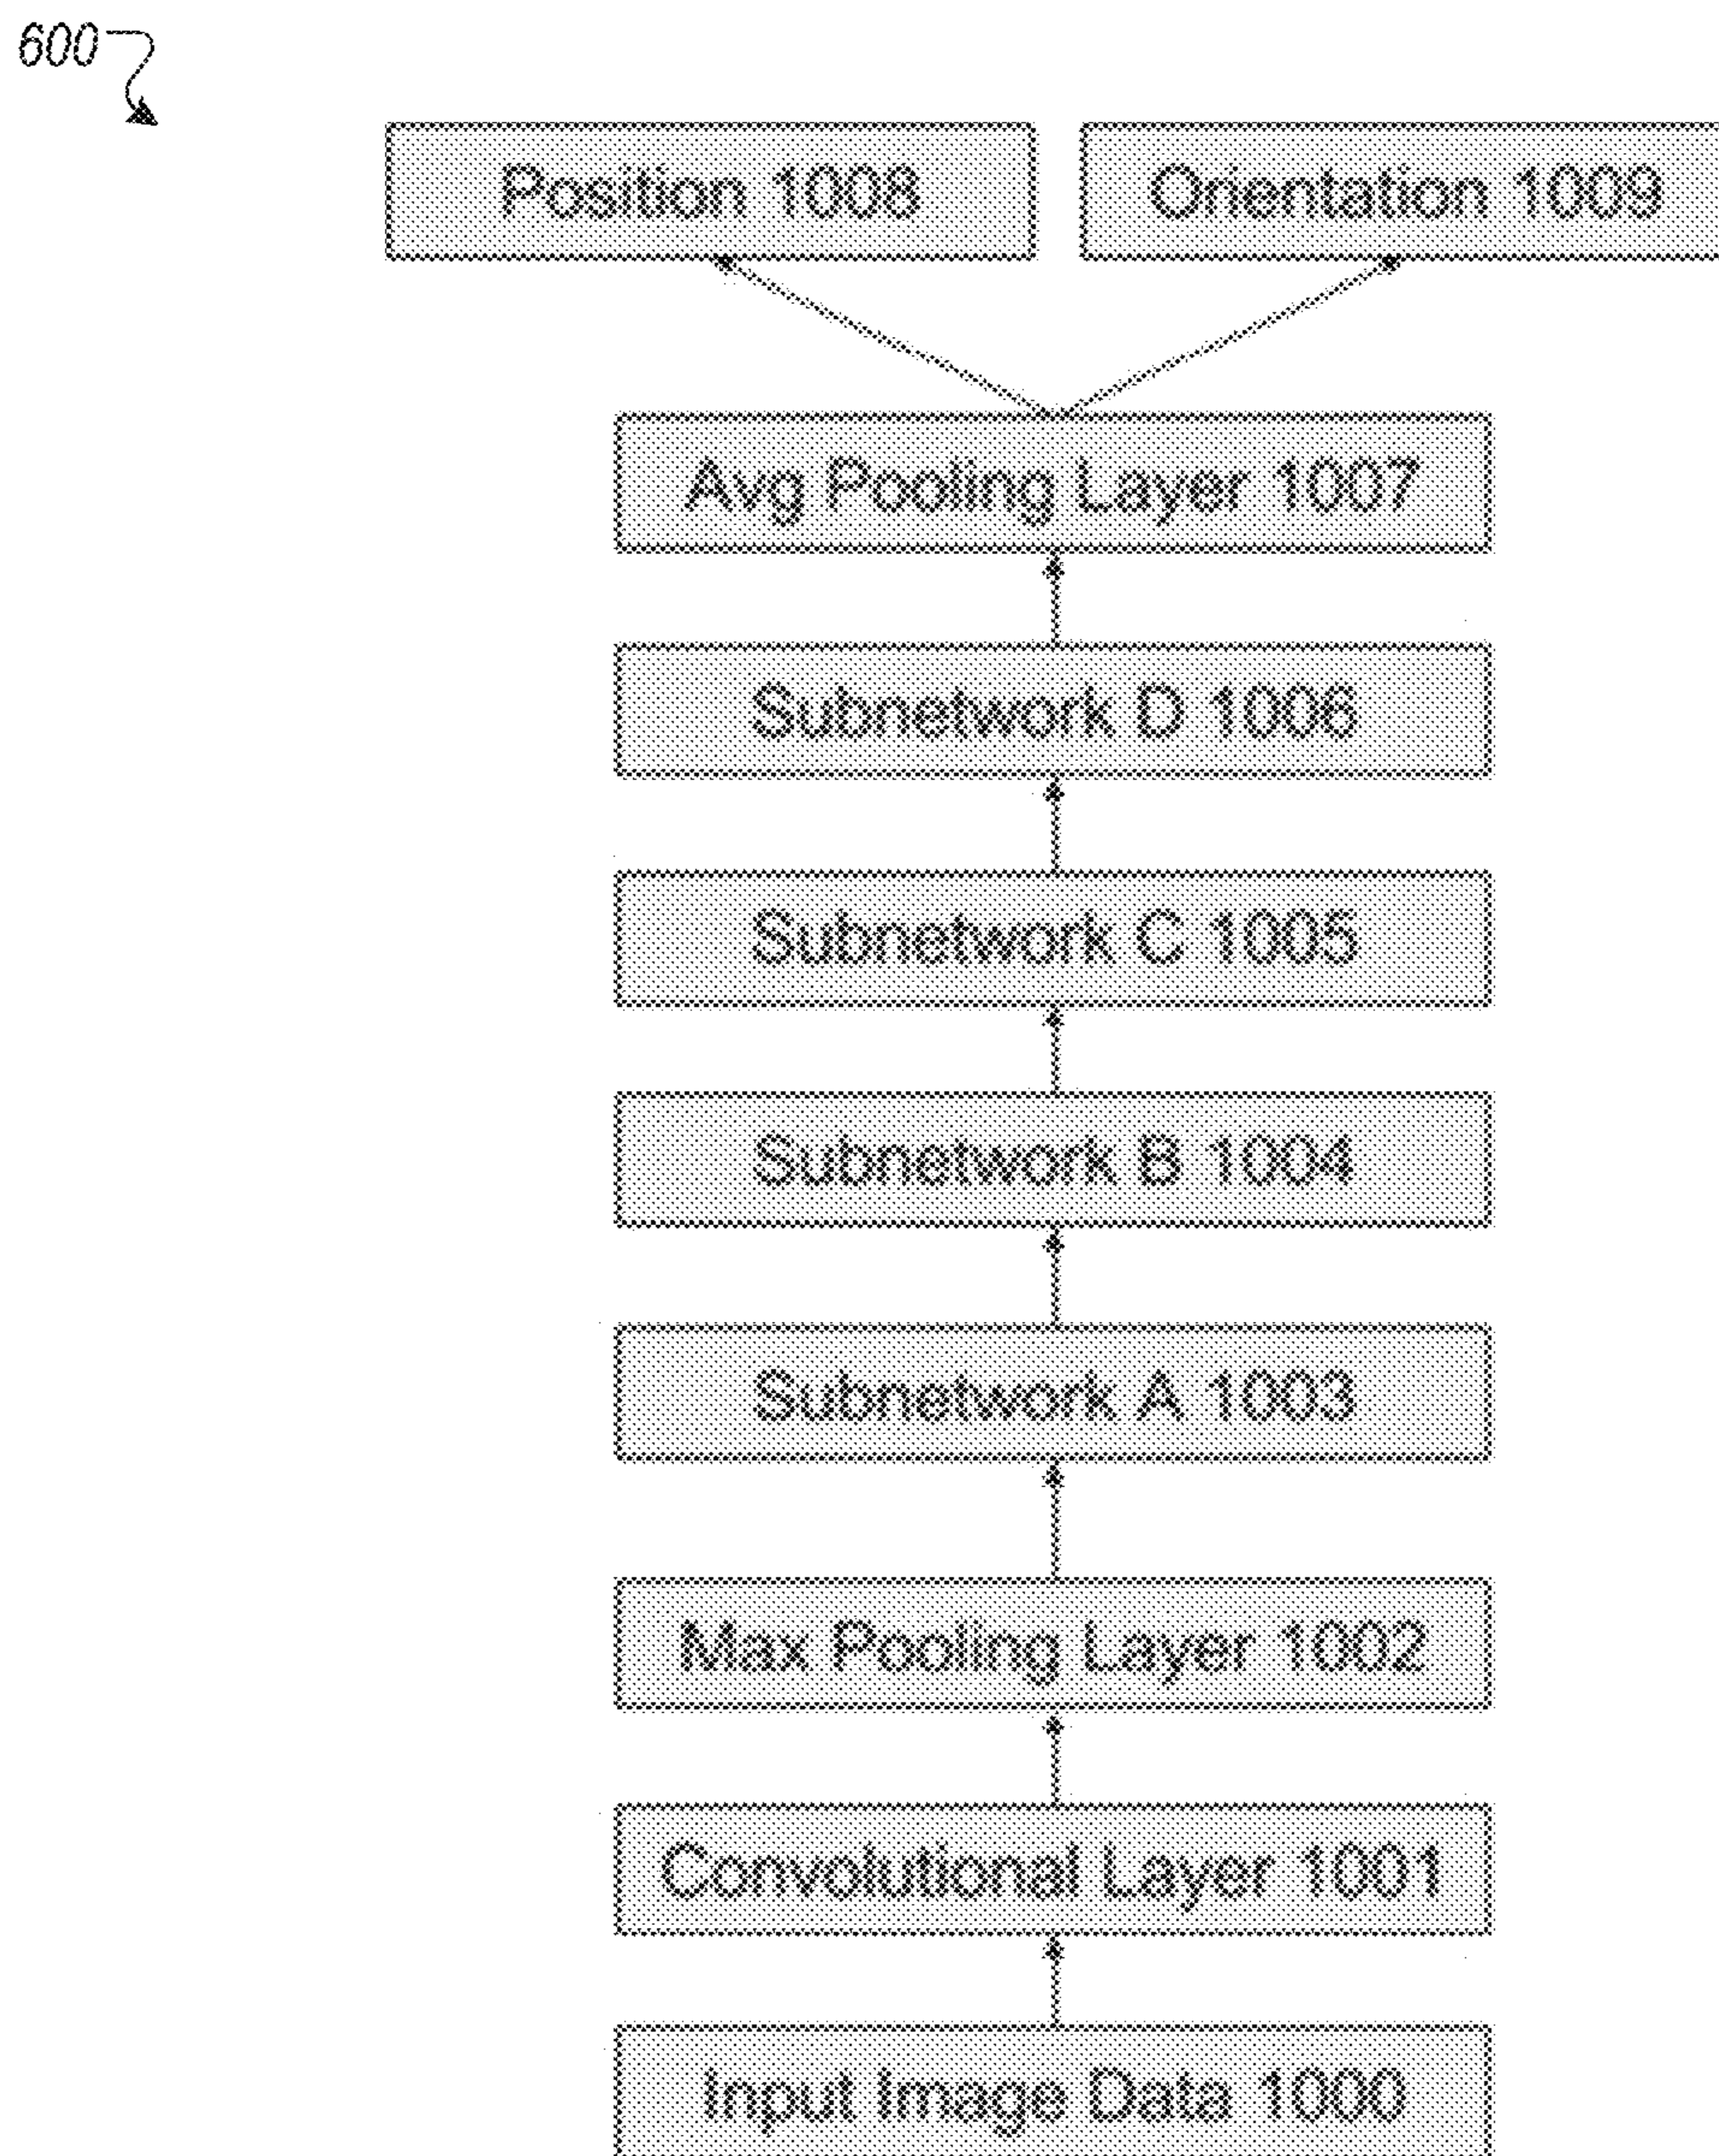 600
Position 1008
Orientation 1009
Avg Pooling Layer 1007
Subnetwork D 1006
Subnetwork C 1005
Subnetwork B 1004
Subnetwork A 1003
Max Pooling Layer 1002
Convolutional Layer 1001
Input Image Data 1000